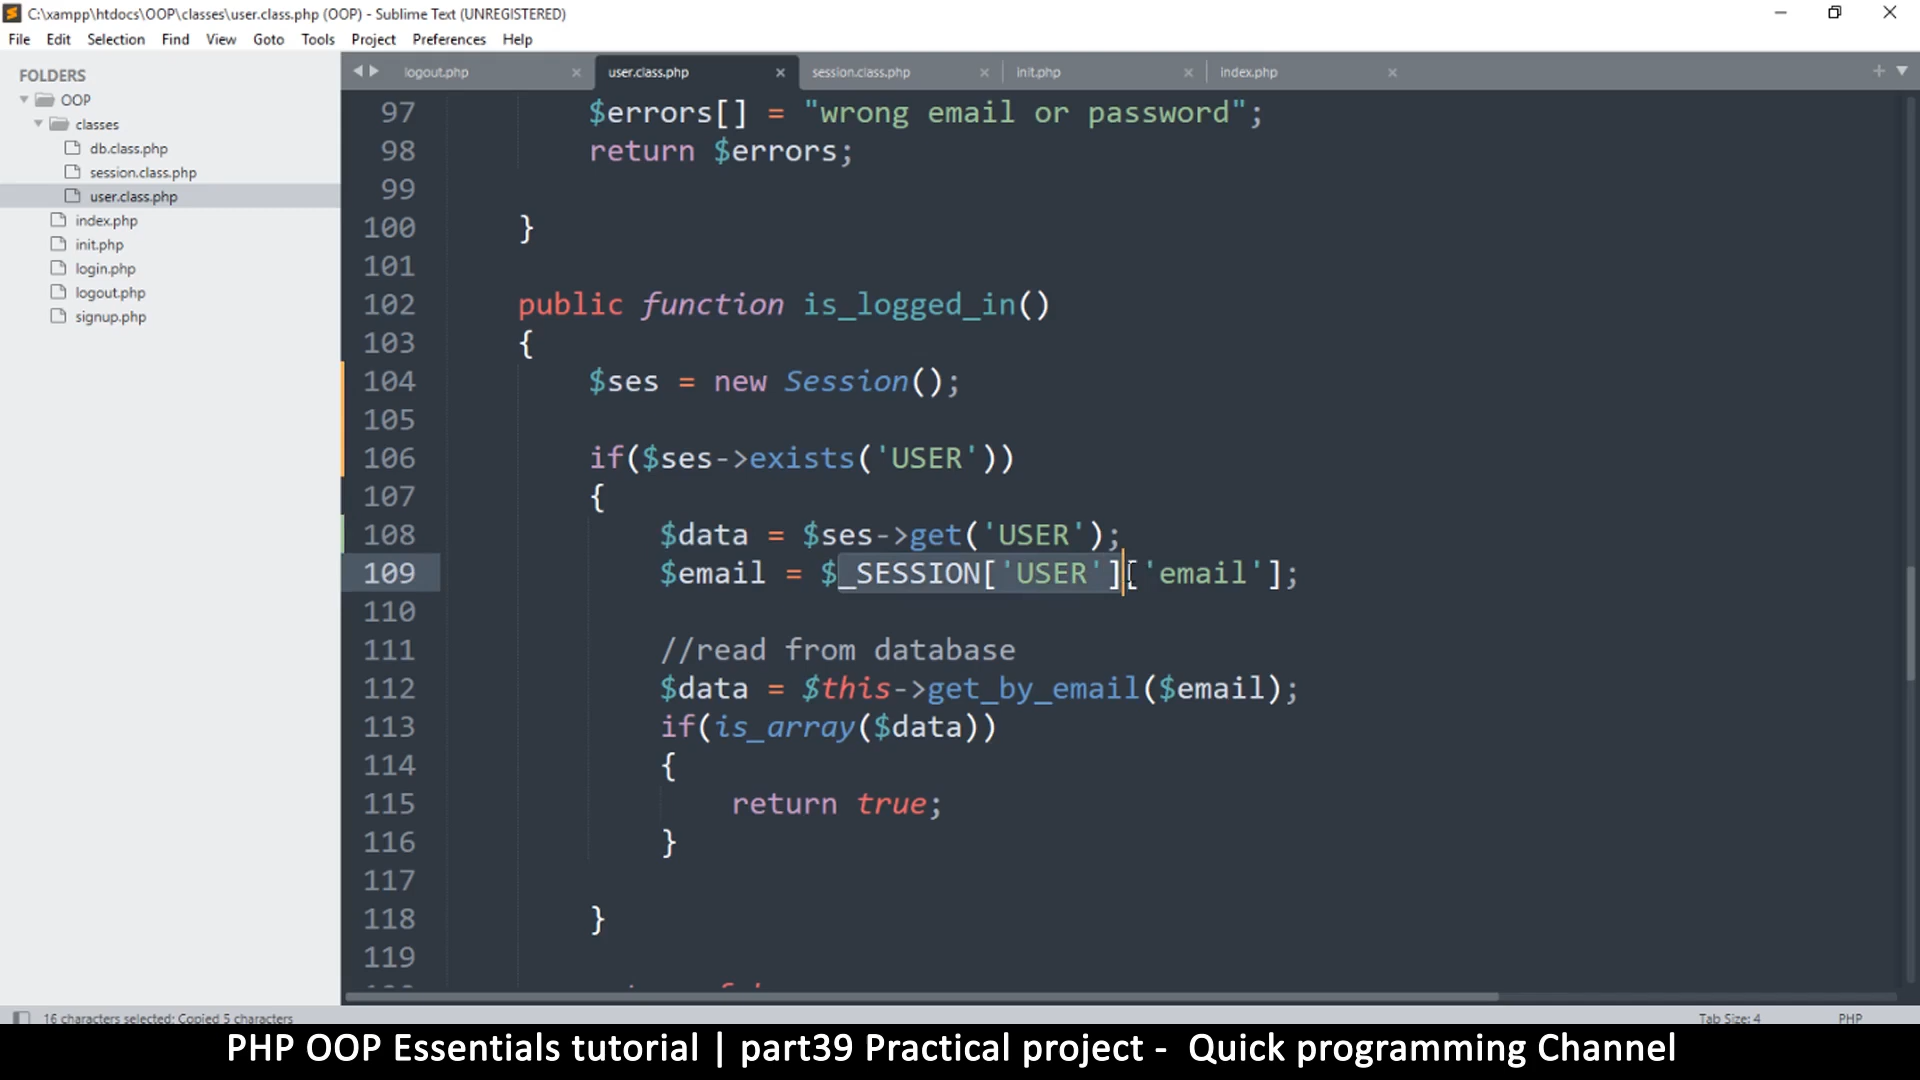 C:\xampp\htdocs\OOP\classes\user.class.php (OOP) - Sublime Text (UNREGISTERED)
File Edit Selection Find View Goto Tools Project Preferences Help
FOLDERS
OOP
classes
db.class.php
session.class.php
user.class.php
index.php
init.php
login.php
logout.php
signup.php
logout.php user.class.php session.class.php init.php index.php
97 $errors[] = "wrong email or password";
98 return $errors;
99
100 }
101
102 public function is_logged_in()
103 {
104 $ses = new Session();
105
106 if($ses->exists('USER'))
107 {
108 $data = $ses->get('USER');
109 $email = $_SESSION['USER']['email'];
110
111 //read from database
112 $data = $this->get_by_email($email);
113 if(is_array($data))
114 {
115 return true;
116 }
117
118 }
119
16 characters selected: Copied 5 characters
Tab Size: 4 PHP
PHP OOP Essentials tutorial | part39 Practical project - Quick programming Channel